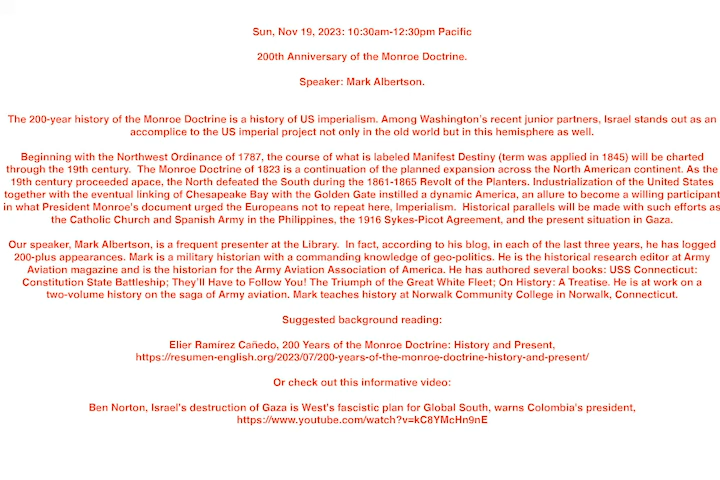 Sun, Nov 19, 2023: 10:30am-12:30pm Pacific
200th Anniversary of the Monroe Doctrine.
Speaker: Mark Albertson.
The 200-year history of the Monroe Doctrine is a history of US imperialism. Among Washington's recent junior partners, Israel stands out as an
accomplice to the US imperial project not only in the old world but in this hemisphere as well.
Beginning with the Northwest Ordinance of 1787, the course of what is labeled Manifest Destiny (term was applied in 1845) will be charted
through the 19th century. The Monroe Doctrine of 1823 is a continuation of the planned expansion across the North American continent. As the
19th century proceeded apace, the North defeated the South during the 1861-1865 Revolt of the Planters. Industrialization of the United States
together with the eventual linking of Chesapeake Bay with the Golden Gate instilled a dynamic America, an allure to become a willing participant
in what President Monroe's document urged the Europeans not to repeat here, Imperialism. Historical parallels will be made with such efforts as
the Catholic Church and Spanish Army in the Philippines, the 1916 Sykes-Picot Agreement, and the present situation in Gaza.
Our speaker, Mark Albertson, is a frequent presenter at the Library. In fact, according to his blog, in each of the last three years, he has logged
200-plus appearances. Mark is a military historian with a commanding knowledge of geo-politics. He is the historical research editor at Army
Aviation magazine and is the historian for the Army Aviation Association of America. He has authored several books: USS Connecticut:
Constitution State Battleship; They'll Have to Follow You! The Triumph of the Great White Fleet; On History: A Treatise. He is at work on a
two-volume history on the saga of Army aviation. Mark teaches history at Norwalk Community College in Norwalk, Connecticut.
Suggested background reading:
Elier Ramírez Cañedo, 200 Years of the Monroe Doctrine: History and Present,
https://resumen-english.org/2023/07/200-years-of-the-monroe-doctrine-history-and-present/
Or check out this informative video:
Ben Norton, Israel's destruction of Gaza is West's fascistic plan for Global South, warns Colombia's president,
https://www.youtube.com/watch?v=kC8YMcHn9nE